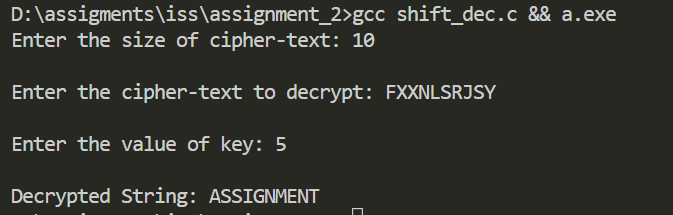 D:\assigments\iss\assignment_2>gcc shift_dec.c && a.exe
Enter the size of cipher-text: 10
Enter the cipher-text to decrypt: FXXNLSRJSY
Enter the value of key: 5
Decrypted String: ASSIGNMENT